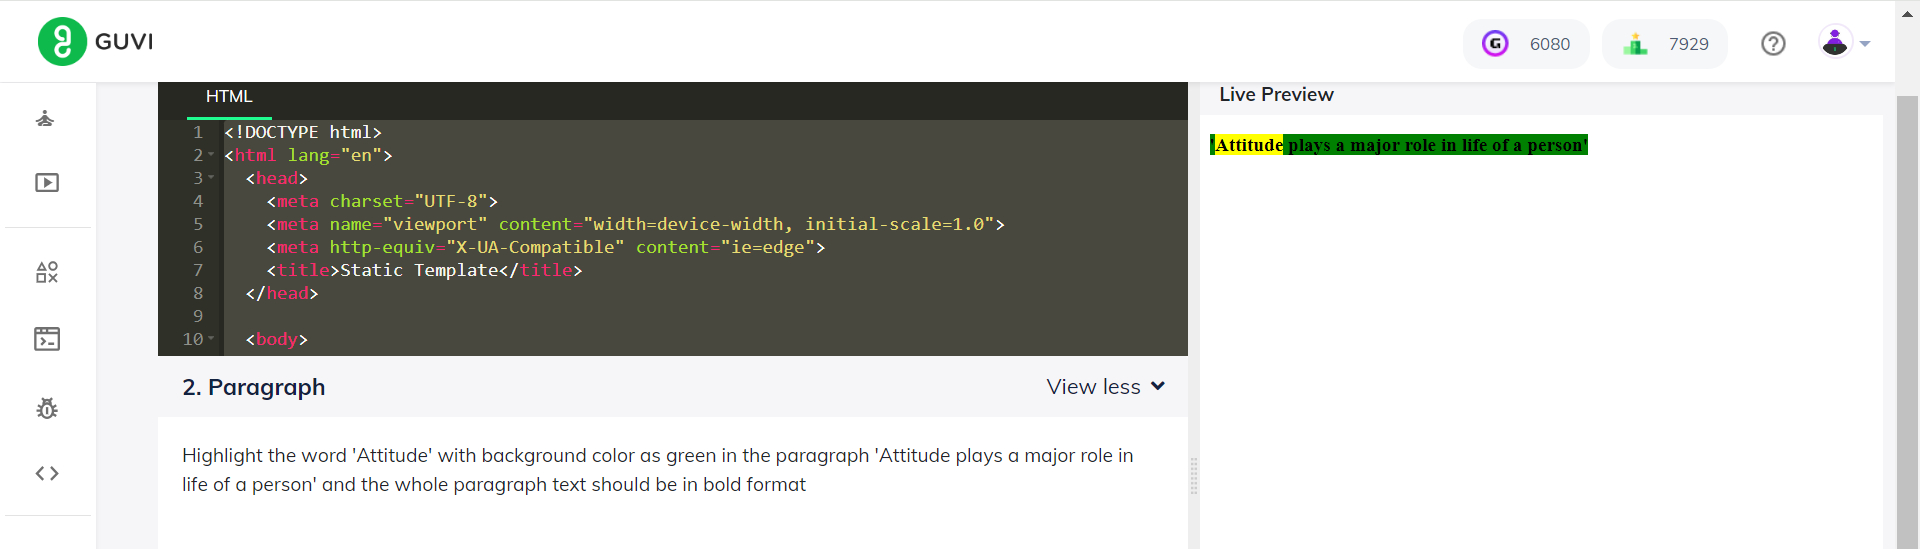 GUVI
6080
7929
HTML
1 <!DOCTYPE html>
2 <html lang="en">
3 <head>
4 <meta charset="UTF-8">
5 <meta name="viewport" content="width=device-width, initial-scale=1.0">
6 <meta http-equiv="X-UA-Compatible" content="ie=edge">
7 <title>Static Template</title>
8 </head>
9
10 <body>
2. Paragraph
View less
Highlight the word 'Attitude' with background color as green in the paragraph 'Attitude plays a major role in
life of a person' and the whole paragraph text should be in bold format
Live Preview
'Attitude plays a major role in life of a person'